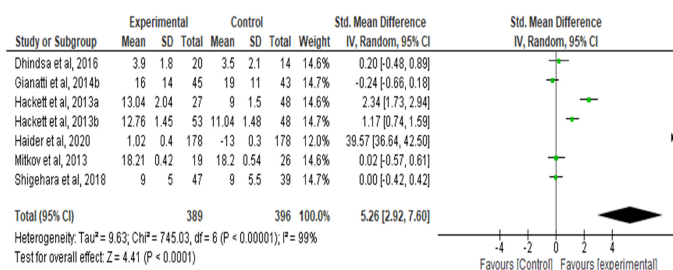 Experimental Control Std. Mean Difference Std. Mean Difference
Study or Subgroup Mean SD Total Mean SD Total Weight IV, Random, 95% CI IV, Random, 95% CI
Dhindsa et al, 2016 3.9 1.8 20 3.5 2.1 14 14.6% 0.20 [-0.48, 0.89]
Gianatti et al, 2014b 16 14 45 19 11 43 14.7% -0.24 [-0.66, 0.18]
Hackett et al, 2013a 13.04 2.04 27 9 1.5 48 14.6% 2.34 [1.73, 2.94]
Hackett et al, 2013b 12.76 1.45 53 11.04 1.48 48 14.7% 1.17 [0.74, 1.59]
Haider et al, 2020 1.02 0.4 178 -13 0.3 178 12.0% 39.57 [36.64, 42.50]
Mitkov et al, 2013 18.21 0.42 19 18.2 0.54 26 14.7% 0.02 [-0.57, 0.61]
Shigehara et al, 2018 9 5 47 9 5.5 39 14.7% 0.00 [-0.42, 0.42]
Total (95% CI) 389 396 100.0% 5.26 [2.92, 7.60]
Heterogeneity: Tau² = 9.63; Chi² = 745.03, df = 6 (P < 0.00001); I² = 99%
Test for overall effect: Z = 4.41 (P < 0.0001)
-4 -2 0 2 4
Favours [Control] Favours [experimental]